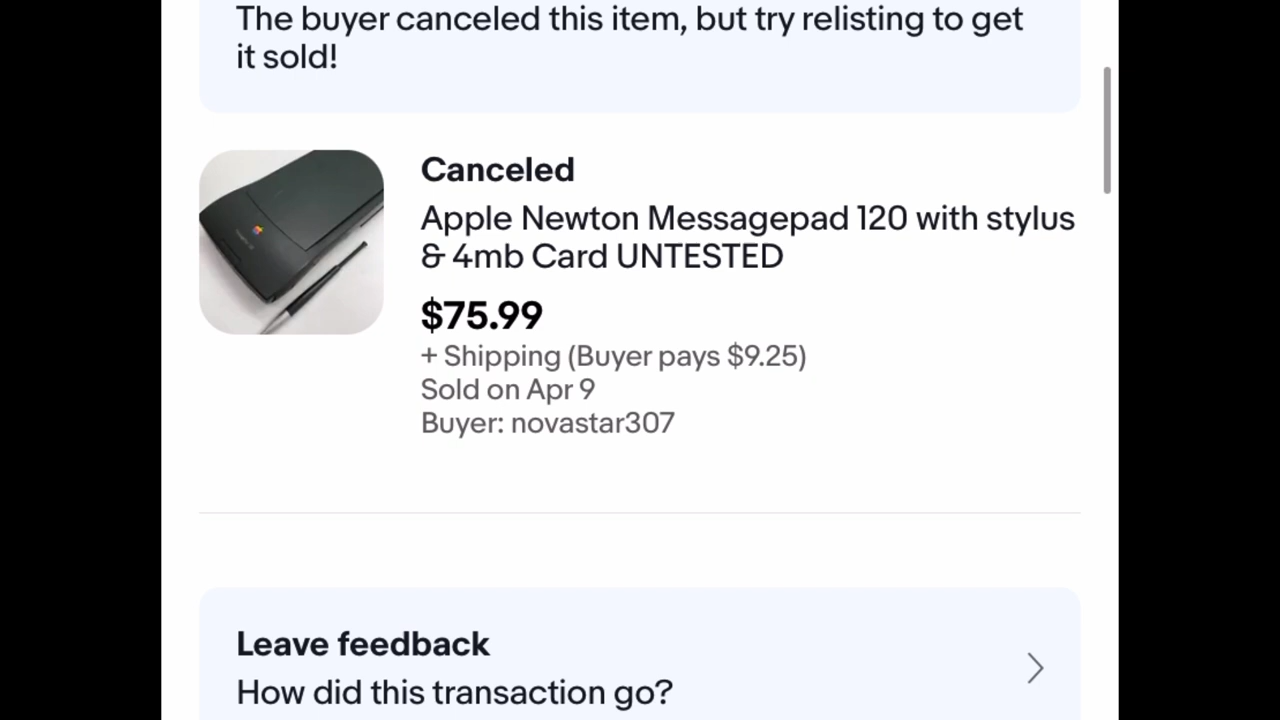 The buyer canceled this item, but try relisting to get
it sold!
Canceled
Apple Newton Messagepad 120 with stylus
& 4mb Card UNTESTED
$75.99
+ Shipping (Buyer pays $9.25)
Sold on Apr 9
Buyer: novastar307
Leave feedback
How did this transaction go?